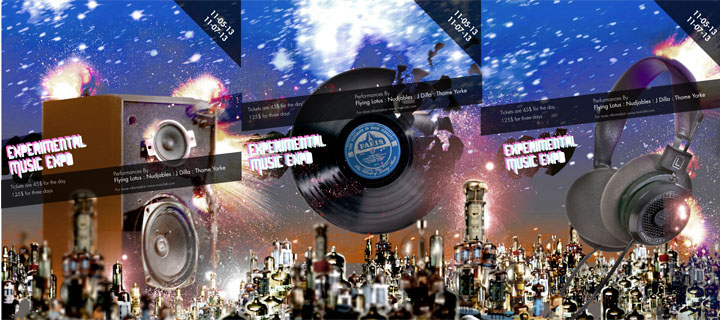 11-05-13
11-07-13
EXPERIMENTAL
MUSIC EXPO
Tickets are 45$ for the day
125$ for three days
Performances By
Flying Lotus : Nudjables : J Dilla : Thome Yorke
11-05-13
11-07-13
Tickets are 45$ for the day
125$ for three days
Performances By
Flying Lotus : Nudjables : J Dilla : Thome Yorke
EXPERIMENTAL
MUSIC EXPO
PARIS
11-05-13
11-07-13
Tickets are 45$ for the day
125$ for three days
Performances By
Flying Lotus : Nudjables : J Dilla : Thome Yorke
EXPERIMENTAL
MUSIC EXPO
L